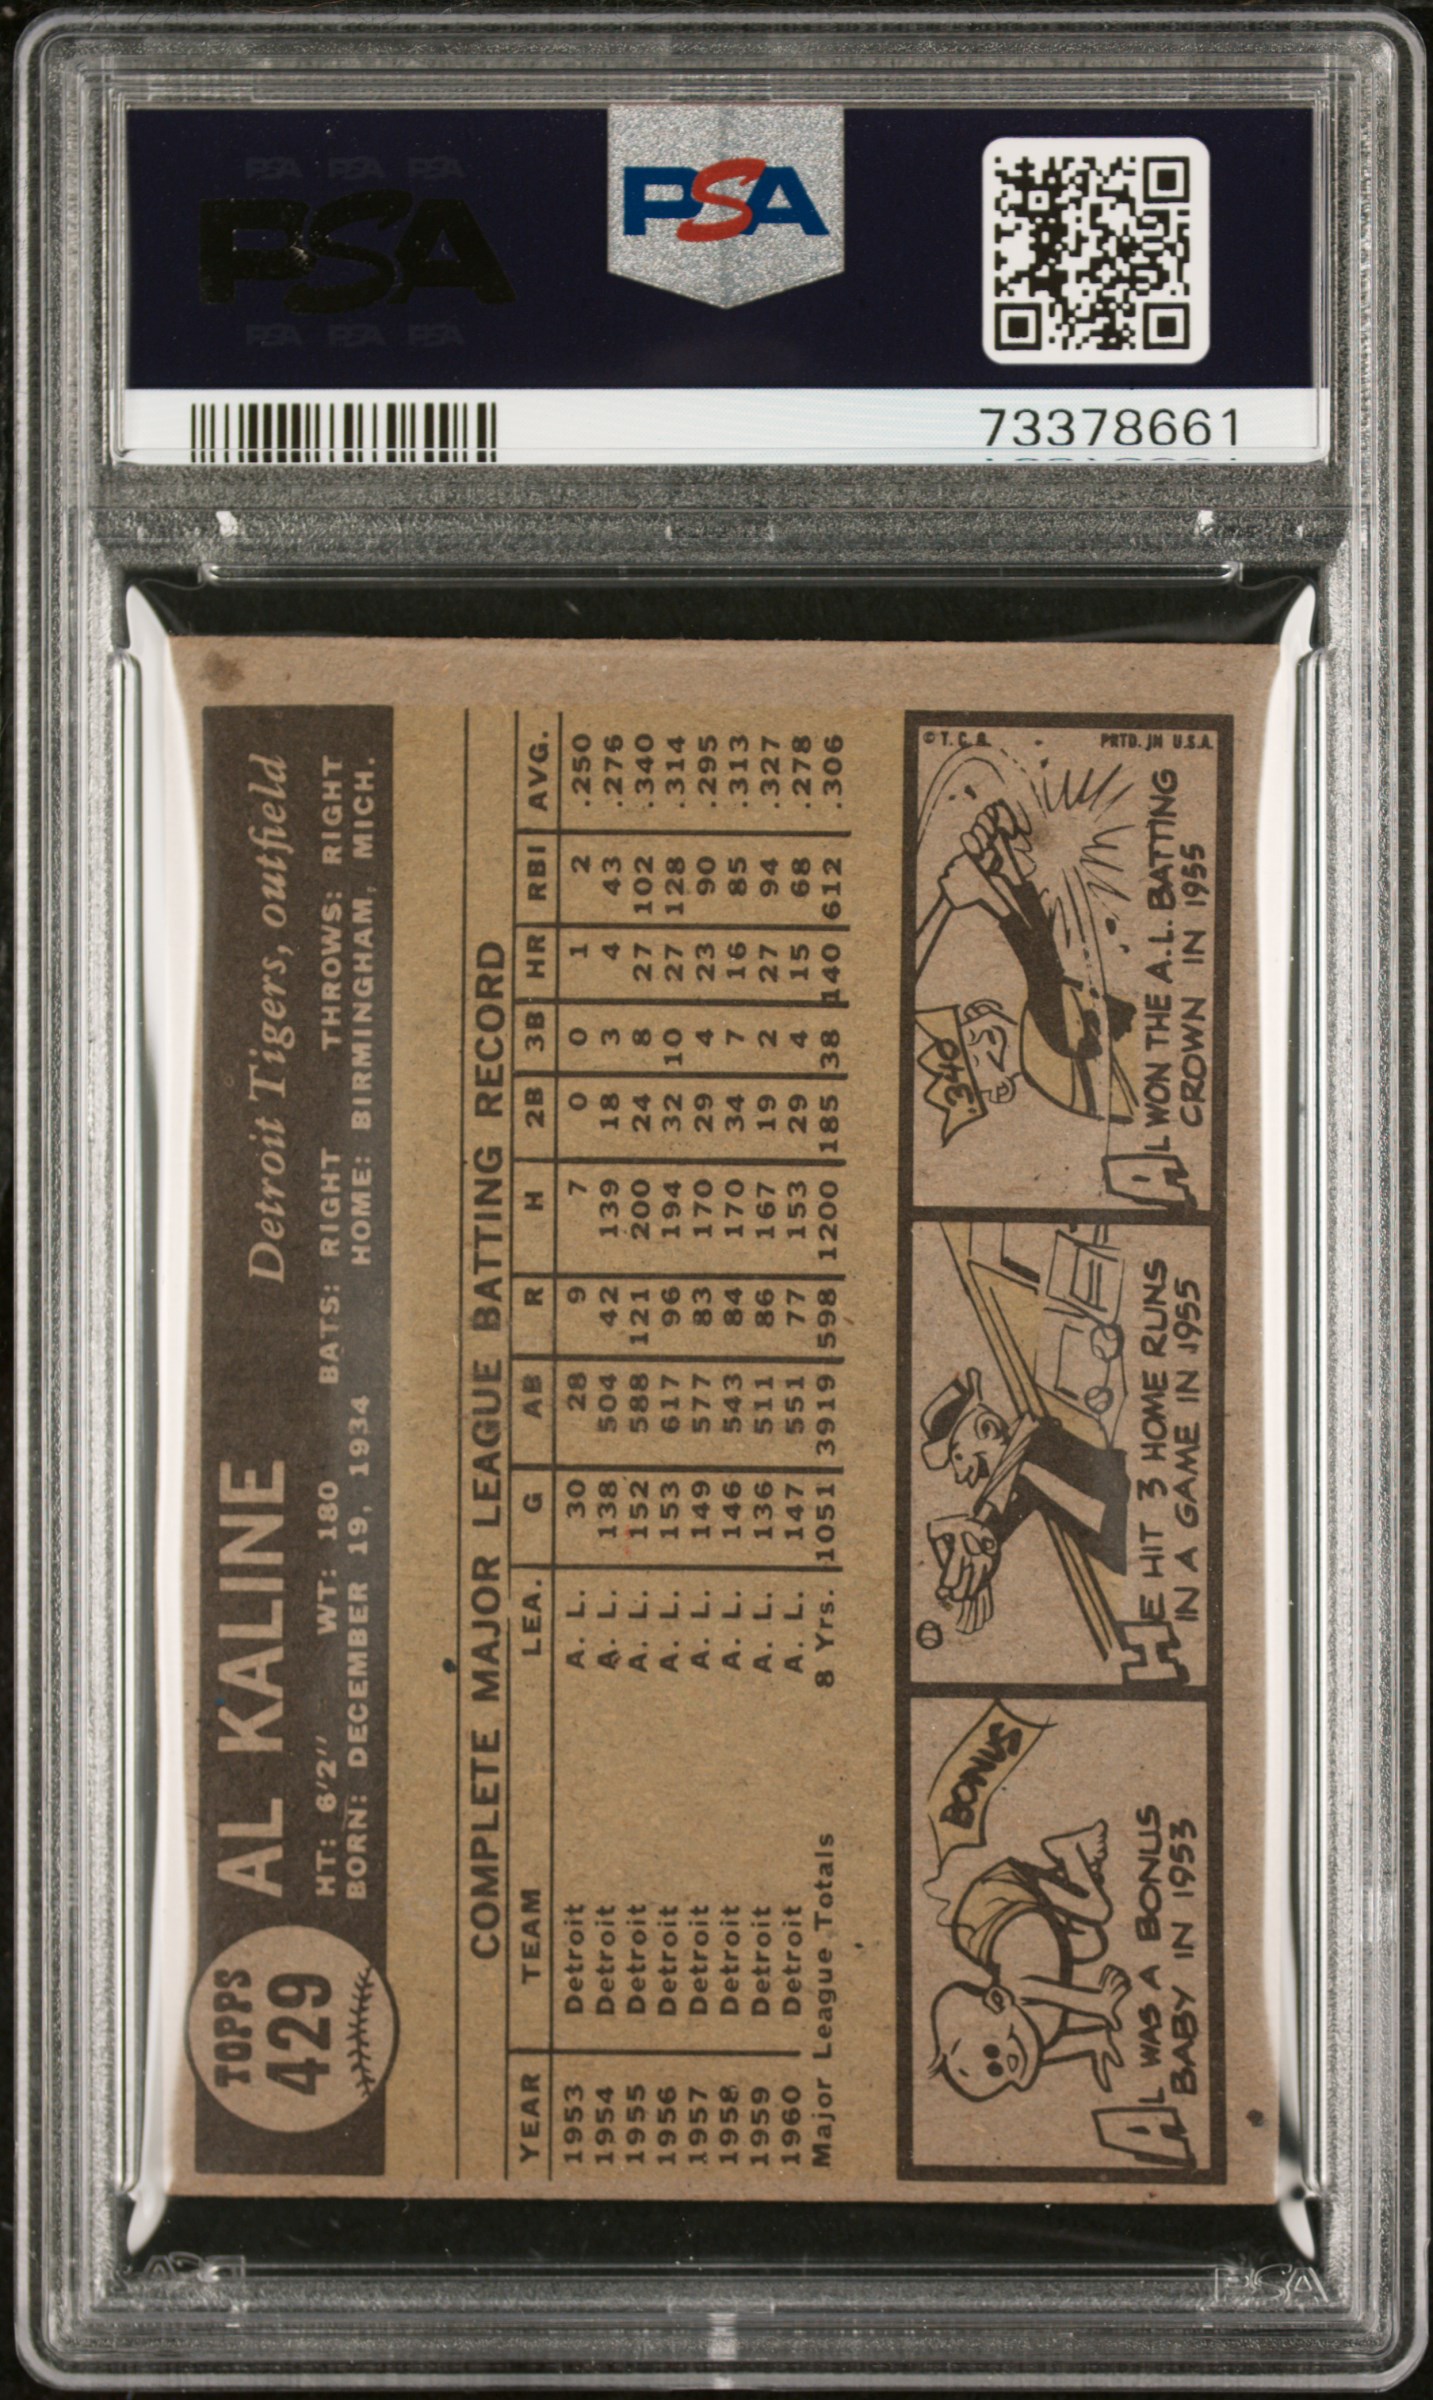 PSA PSA PSA
PSA
PSA PSA PSA
PSA
73378661
TOPPS
429
AL KALINE
Detroit Tigers, outfield
HT: 6'2" WT: 180 BATS: RIGHT THROWS: RIGHT
BORN: DECEMBER 19, 1934 HOME: BIRMINGHAM, MICH.
COMPLETE MAJOR LEAGUE BATTING RECORD
YEAR TEAM LEA. G AB R H 2B 3B HR RBI AVG.
1953 Detroit A. L. 30 28 9 7 0 0 1 2 .250
1954 Detroit A. L. 138 504 42 139 18 3 4 43 .276
1955 Detroit A. L. 152 588 121 200 24 8 27 102 .340
1956 Detroit A. L. 153 617 96 194 32 10 27 128 .314
1957 Detroit A. L. 149 577 83 170 29 4 23 90 .295
1958 Detroit A. L. 146 543 84 170 34 7 16 85 .313
1959 Detroit A. L. 136 511 86 167 19 2 27 94 .327
1960 Detroit A. L. 147 551 77 153 29 4 15 68 .278
Major League Totals 8 Yrs. 1051 3919 598 1200 185 38 140 612 .306
BONUS
AL WAS A BONUS
BABY IN 1953
HE HIT 3 HOME RUNS
IN A GAME IN 1955
.340
AL WON THE A.L. BATTING
CROWN IN 1955
© T. C. G.
PRTD. IN U.S.A.
PSA
PSA